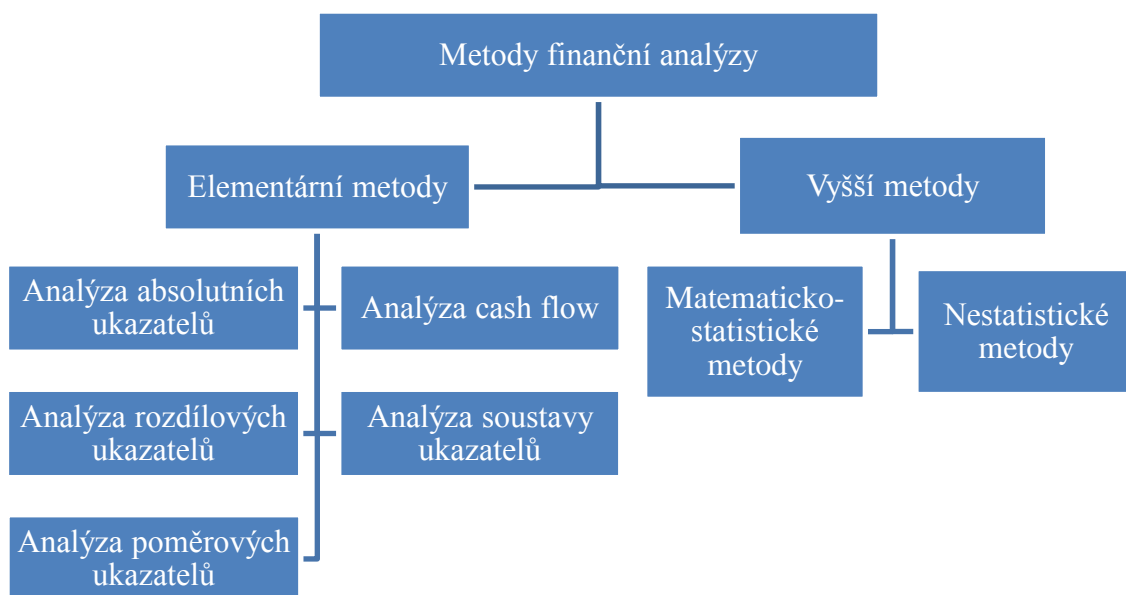 Metody finanční analýzy
Elementární metody
Vyšší metody
Analýza absolutních
ukazatelů
Analýza cash flow
Matematicko-
statistické
metody
Nestatistické
metody
Analýza rozdílových
ukazatelů
Analýza soustavy
ukazatelů
Analýza poměrových
ukazatelů